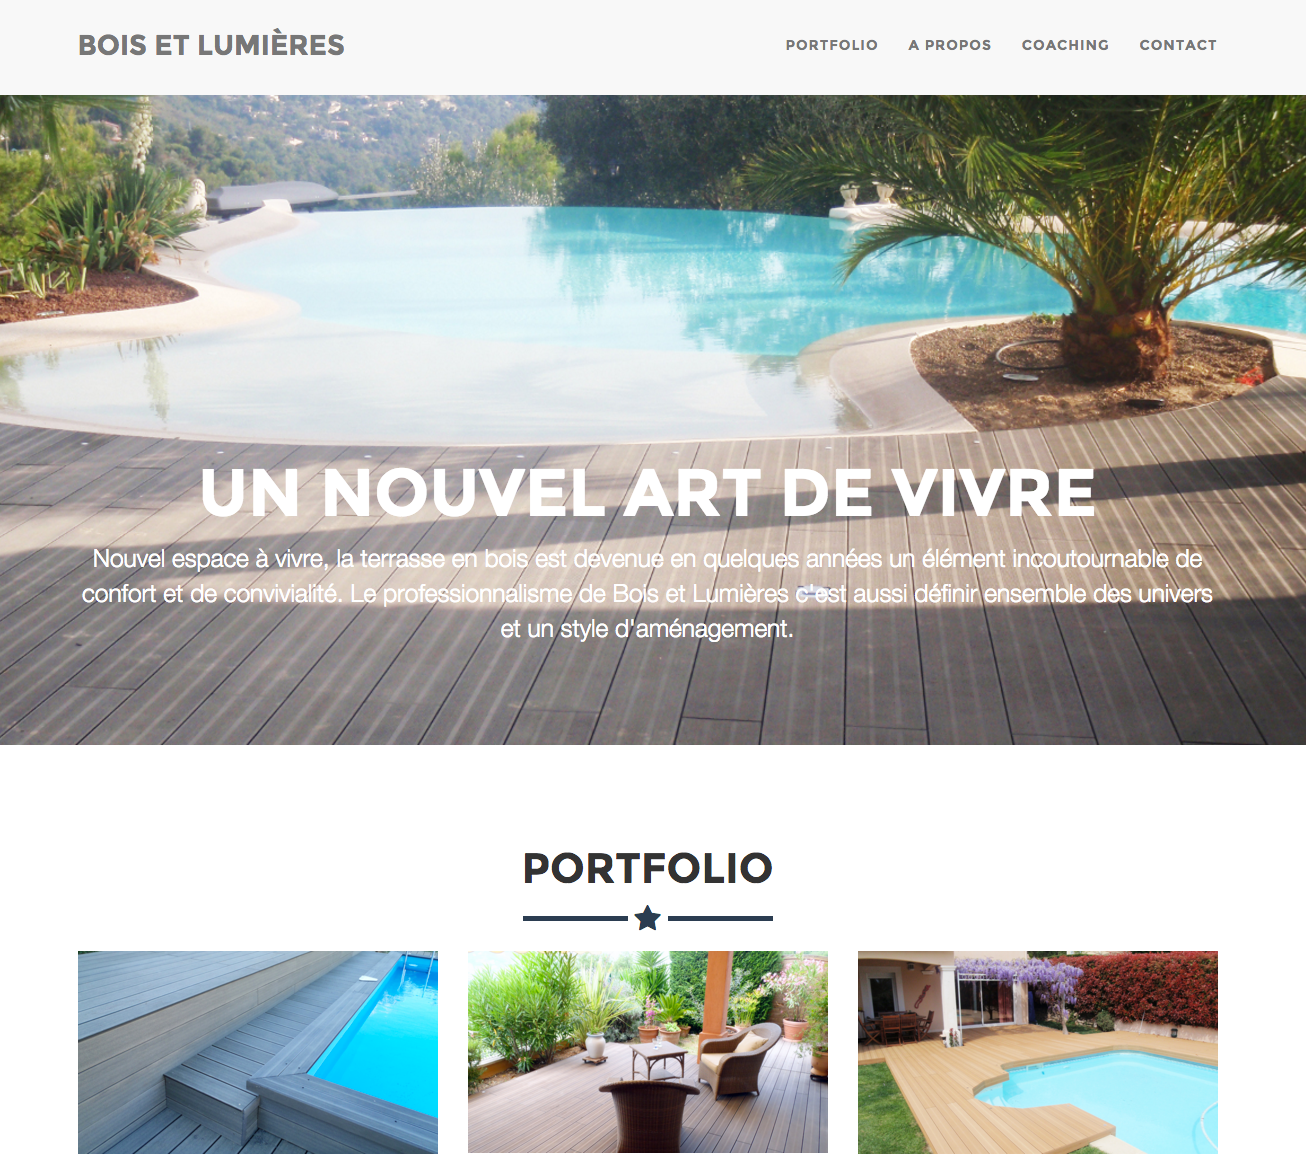 BOIS ET LUMIÈRES
PORTFOLIO A PROPOS COACHING CONTACT
UN NOUVEL ART DE VIVRE
Nouvel espace à vivre, la terrasse en bois est devenue en quelques années un élément incoutournable de
confort et de convivialité. Le professionnalisme de Bois et Lumières c'est aussi définir ensemble des univers
et un style d'aménagement.
PORTFOLIO